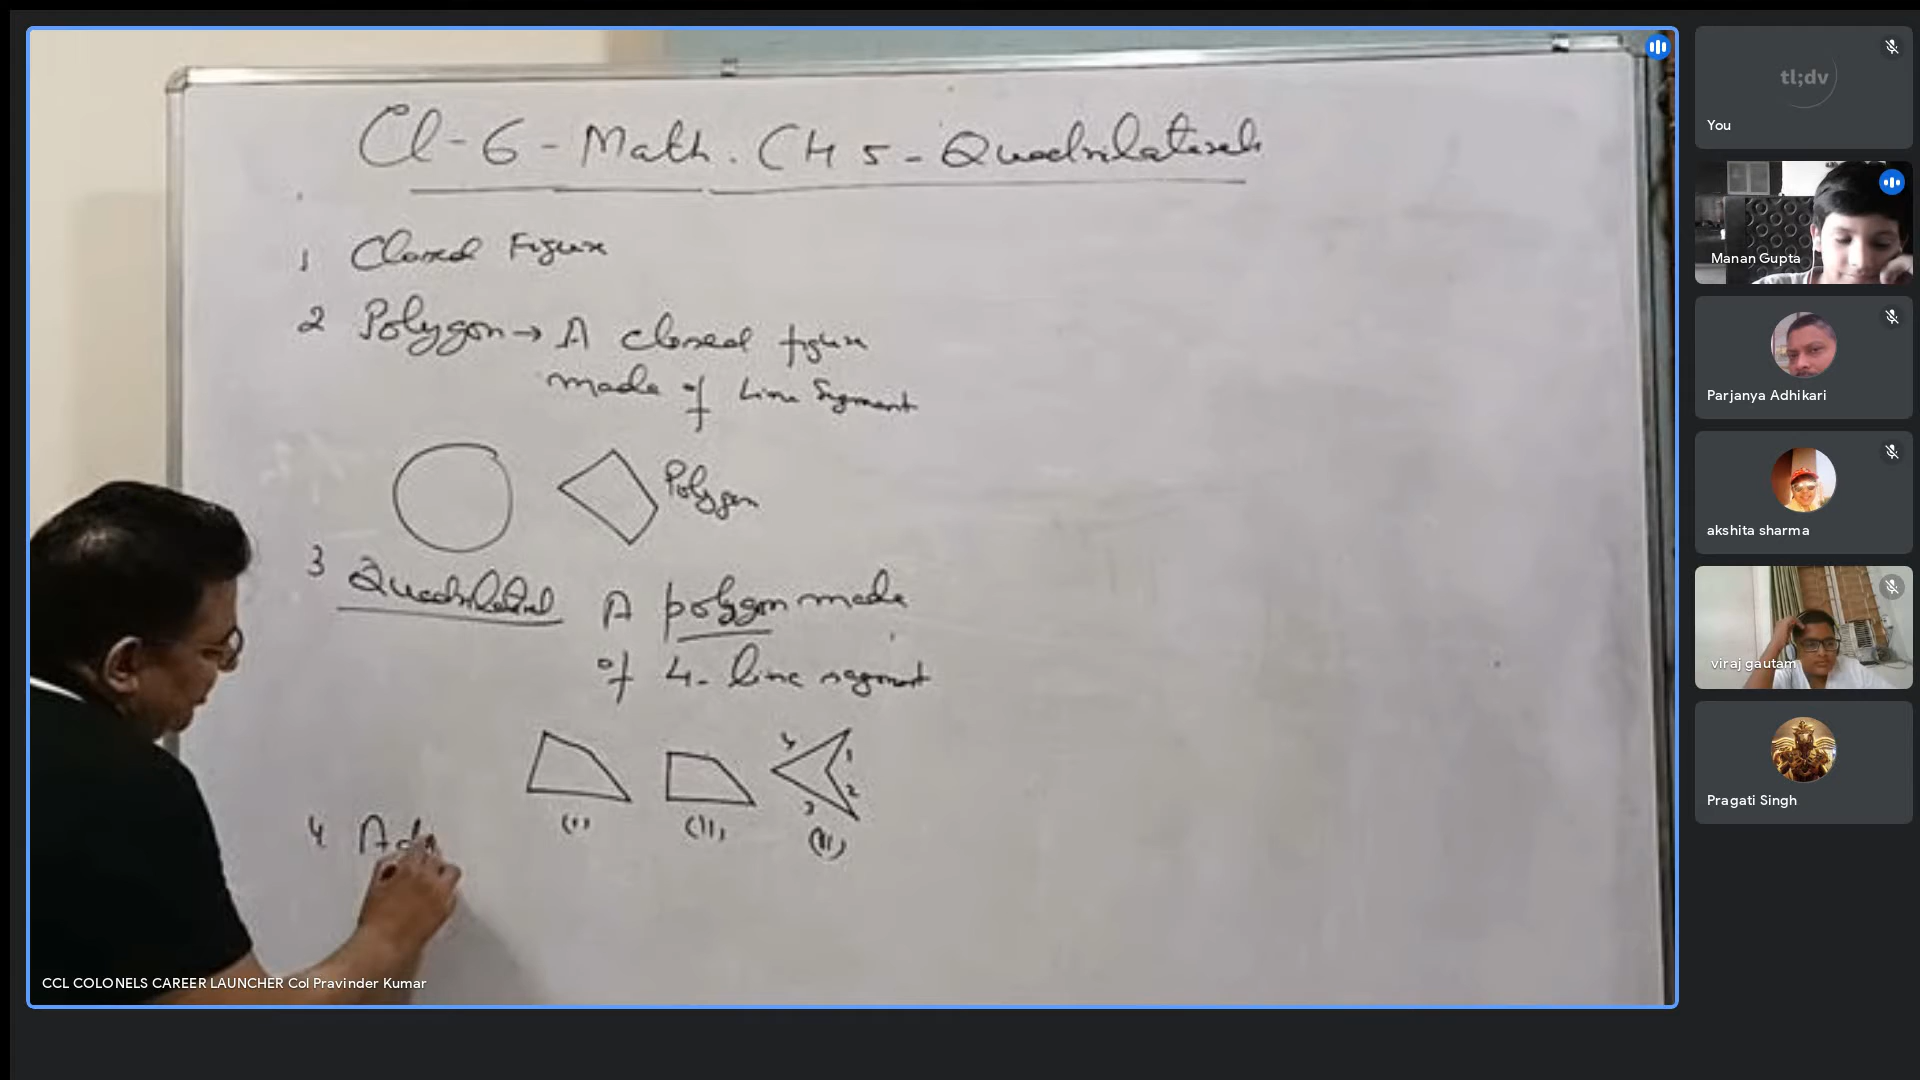 Cl-6-Math. CH 5-Quadrilaterals
1 Closed Figure
2 Polygon → A closed figure
made of Line Segment
Polygon
3 Quadrilateral A polygon made
of 4- line segment
4 1
2
3
(i) (ii) (iii)
4 Adj
CCL COLONELS CAREER LAUNCHER Col Pravinder Kumar
tl;dv
You
Manan Gupta
Parjanya Adhikari
akshita sharma
viraj gautam
Pragati Singh